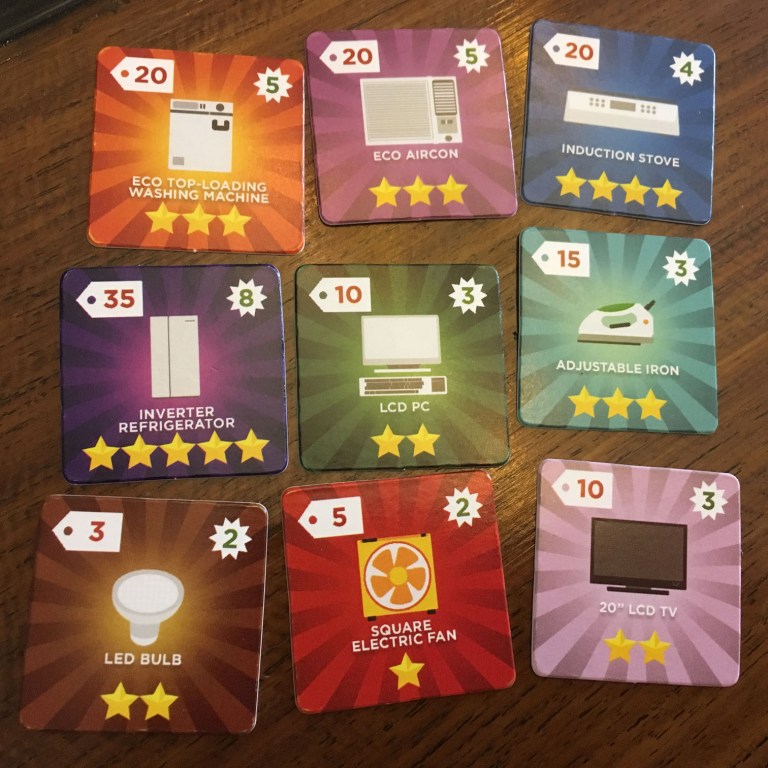 20
5
ECO TOP-LOADING
WASHING MACHINE
20
5
ECO AIRCON
20
4
INDUCTION STOVE
35
8
INVERTER
REFRIGERATOR
10
3
LCD PC
15
3
ADJUSTABLE IRON
3
2
LED BULB
5
2
SQUARE
ELECTRIC FAN
10
3
20" LCD TV